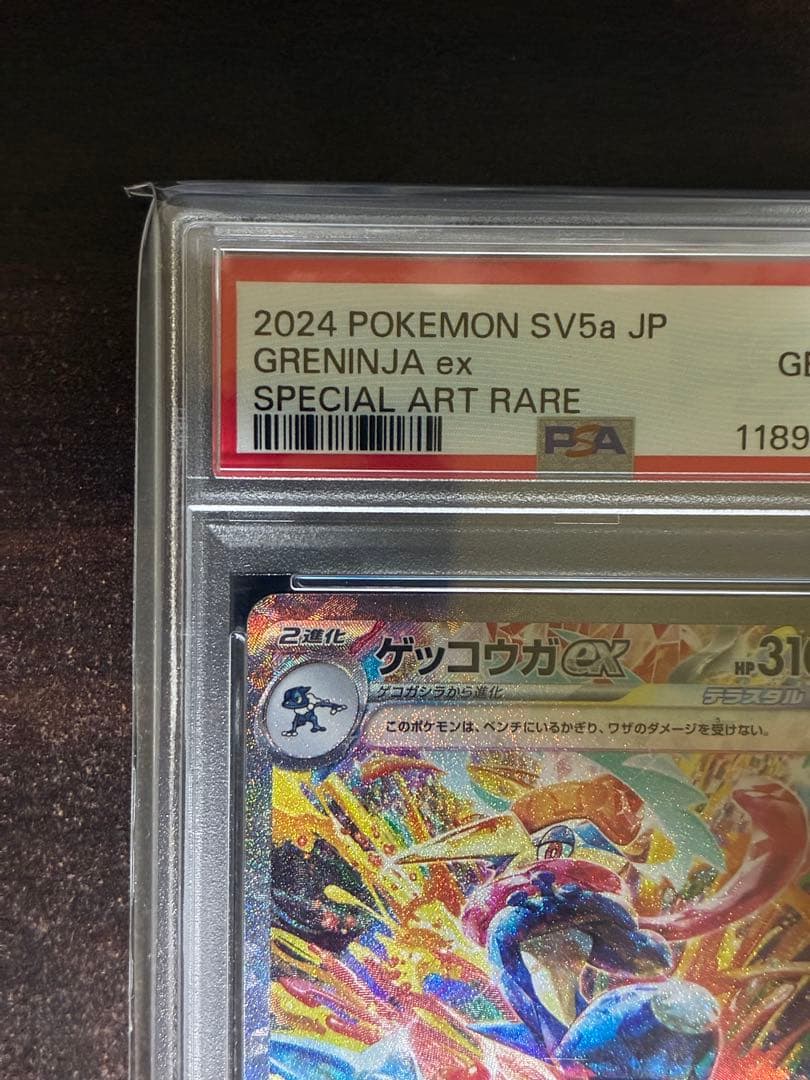 2024 POKEMON SV5a JP
GRENINJA ex
GE
SPECIAL ART RARE
PSA
1189
2進化
ゲッコウガex
HP 310
ゲコガシラから進化
テラスタル
このポケモンは、ベンチにいるかぎり、ワザのダメージを受けない。